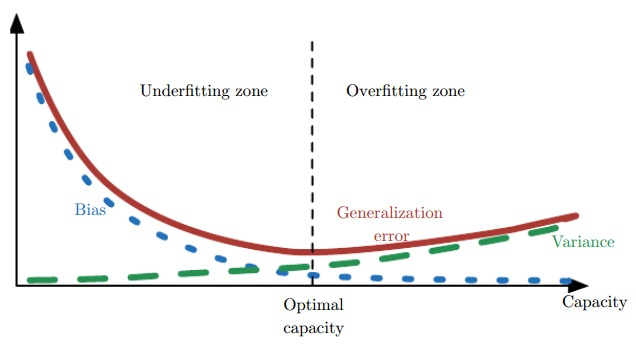 Underfitting zone
Overfitting zone
Bias
Generalization
error
Variance
Optimal
capacity
Capacity